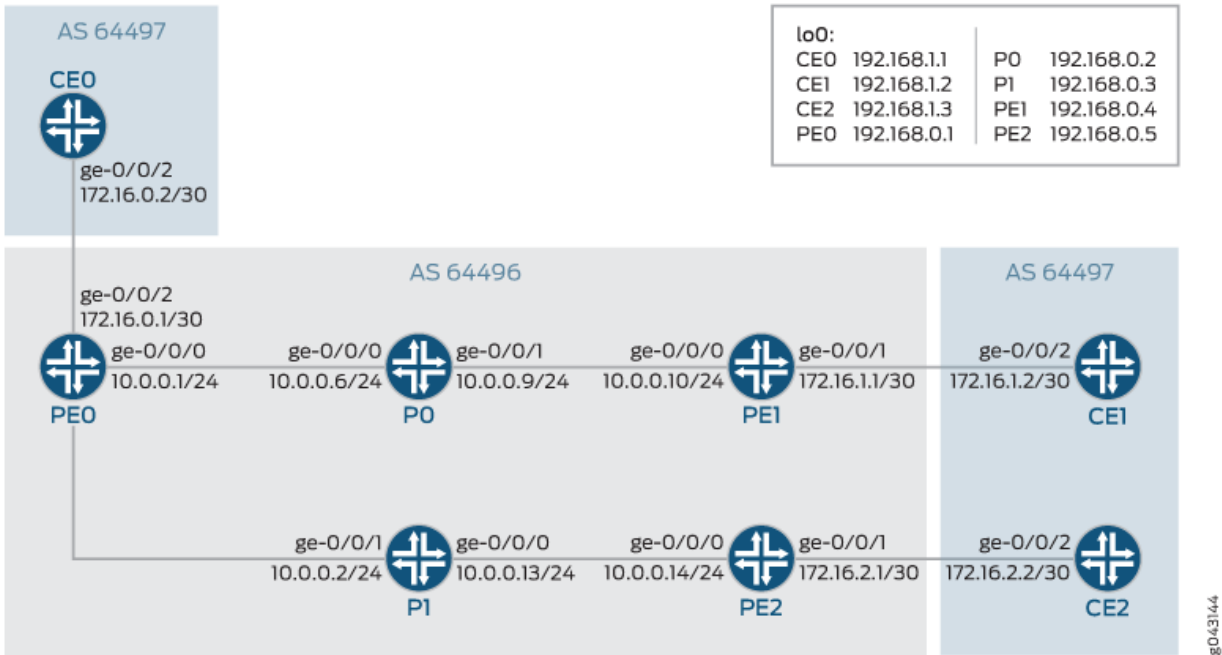 AS 64497
CE0
ge-0/0/2
172.16.0.2/30
lo0:
CE0 192.168.1.1 P0 192.168.0.2
CE1 192.168.1.2 P1 192.168.0.3
CE2 192.168.1.3 PE1 192.168.0.4
PE0 192.168.0.1 PE2 192.168.0.5
AS 64496
AS 64497
ge-0/0/2
172.16.0.1/30
ge-0/0/0 ge-0/0/0 ge-0/0/1 ge-0/0/0 ge-0/0/1 ge-0/0/2
10.0.0.1/24 10.0.0.6/24 10.0.0.9/24 10.0.0.10/24 172.16.1.1/30 172.16.1.2/30
PE0 P0 PE1 CE1
ge-0/0/1 ge-0/0/0 ge-0/0/0 ge-0/0/1 ge-0/0/2
10.0.0.2/24 10.0.0.13/24 10.0.0.14/24 172.16.2.1/30 172.16.2.2/30
P1 PE2 CE2
g043144